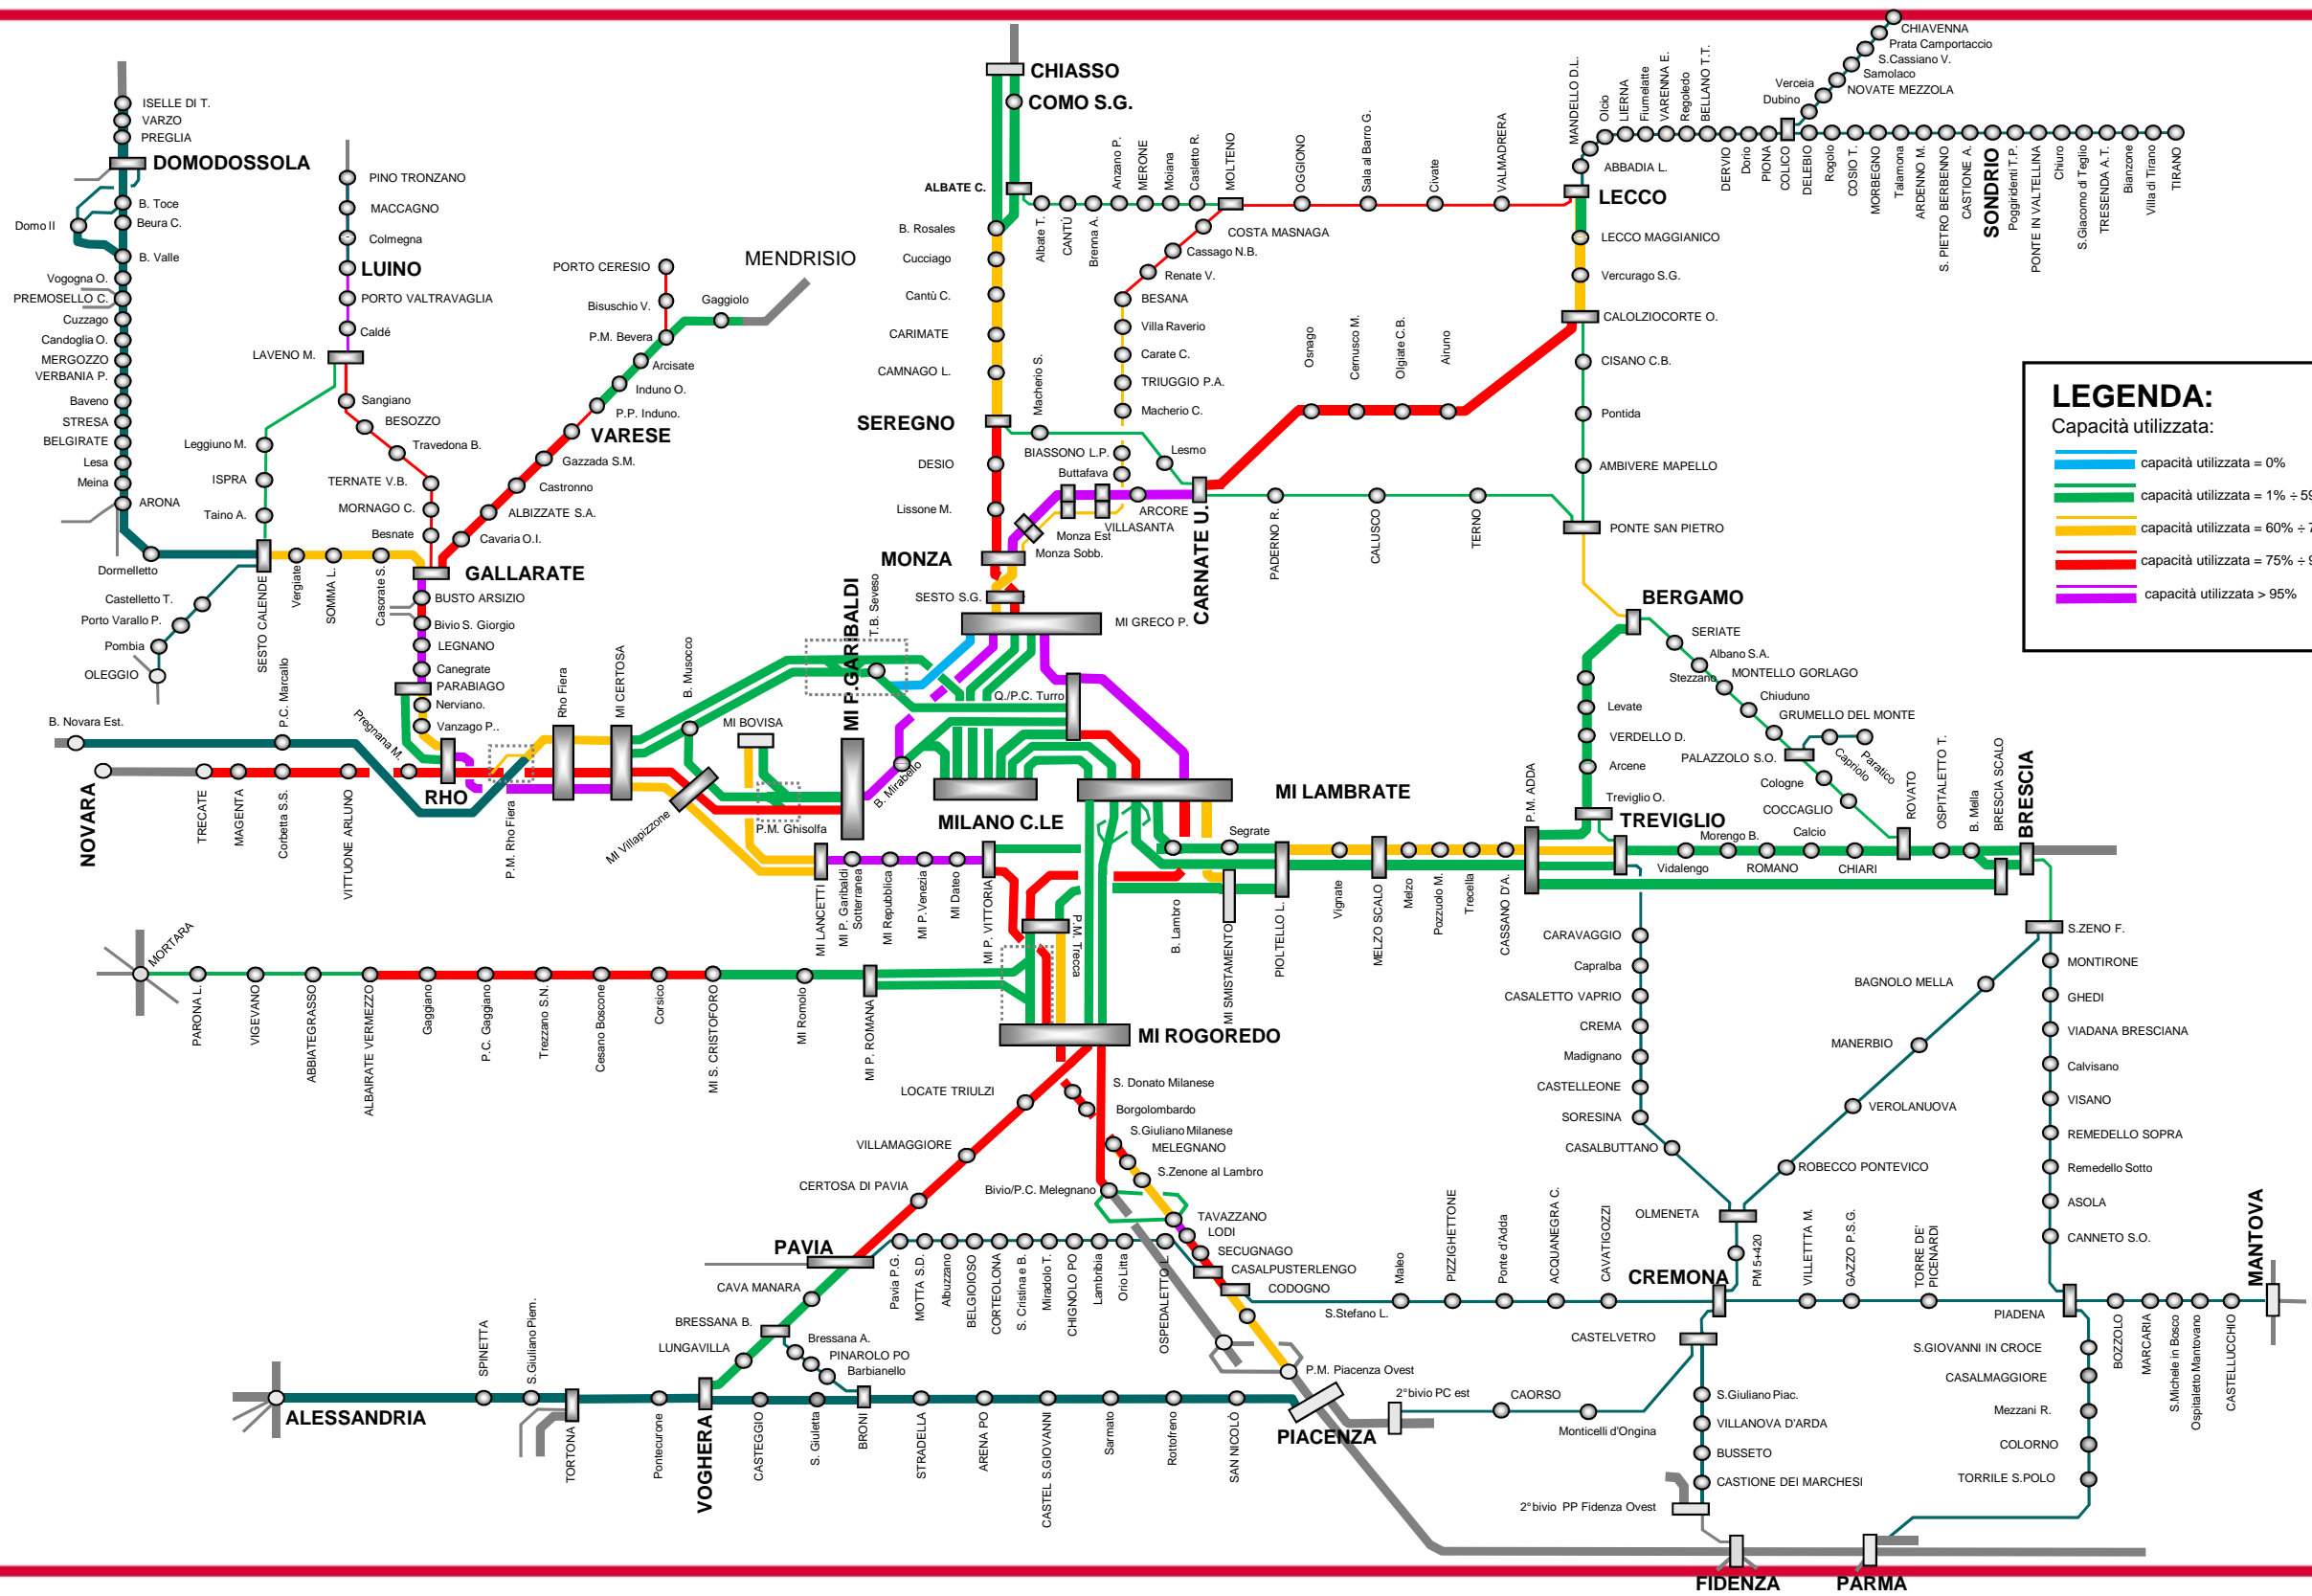 CHIAVENNA
Prata Camportaccio
S.Cassiano V.
Samolaco
NOVATE MEZZOLA
Verceia
Dubino
CHIASSO
COMO S.G.
ALBATE C.
MANDELLO D.L.
Olcio
LIERNA
Fiumelatte
VARENNA E.
Regoledo
BELLANO T.T.
DERVIO
Dorio
PIONA
COLICO
DELEBIO
Rogolo
COSIO T.
MORBEGNO
Talamona
ARDENNO M.
S. PIETRO BERBENNO
CASTIONE A.
SONDRIO
Poggiridenti T.P.
PONTE IN VALTELLINA
Chiuro
S.Giacomo di Teglio
TRESENDA A.T.
Bianzone
Villa di Tirano
TIRANO
ABBADIA L.
LECCO
LECCO MAGGIANICO
Vercurago S.G.
CALOLZIOCORTE O.
CISANO C.B.
Pontida
AMBIVERE MAPELLO
PONTE SAN PIETRO
ISELLE DI T.
VARZO
PREGLIA
DOMODOSSOLA
B. Toce
Beura C.
Domo II
B. Valle
Vogogna O.
PREMOSELLO C.
Cuzzago
Candoglia O.
MERGOZZO
VERBANIA P.
Baveno
STRESA
BELGIRATE
Lesa
Meina
ARONA
Dormelletto
Castelletto T.
Porto Varallo P.
Pombia
OLEGGIO
PINO TRONZANO
MACCAGNO
Colmegna
LUINO
PORTO VALTRAVAGLIA
Caldé
LAVENO M.
Sangiano
BESOZZO
Travedona B.
TERNATE V.B.
MORNAGO C.
Besnate
Leggiuno M.
ISPRA
Taino A.
SESTO CALENDE
Vergiate
SOMMA L.
Casorate S.
GALLARATE
PORTO CERESIO
Bisuschio V.
P.M. Bevera
Gaggiolo
MENDRISIO
Arcisate
Induno O.
P.P. Induno.
VARESE
Gazzada S.M.
Castronno
ALBIZZATE S.A.
Cavaria O.I.
BUSTO ARSIZIO
Bivio S. Giorgio
LEGNANO
Canegrate
PARABIAGO
Nerviano.
Vanzago P..
B. Rosales
Cucciago
Cantù C.
CARIMATE
CAMNAGO L.
SEREGNO
DESIO
Lissone M.
MONZA
SESTO S.G.
MI GRECO P.
Albate T.
CANTÙ
Brenna A.
Anzano P.
MERONE
Moiana
Casletto R.
MOLTENO
OGGIONO
Sala al Barro G.
Civate
VALMADRERA
COSTA MASNAGA
Cassago N.B.
Renate V.
BESANA
Villa Raverio
Carate C.
TRIUGGIO P.A.
Macherio C.
BIASSONO L.P.
Buttafava
Macherio S.
Lesmo
ARCORE
VILLASANTA
Monza Est
Monza Sobb.
CARNATE U.
Osnago
Cernusco M.
Olgiate C.B.
Airuno
PADERNO R.
CALUSCO
TERNO
LEGENDA:
Capacità utilizzata:
capacità utilizzata = 0%
capacità utilizzata = 1% ÷ 59
capacità utilizzata = 60% ÷ 7
capacità utilizzata = 75% ÷ 9
capacità utilizzata > 95%
BERGAMO
SERIATE
Albano S.A.
MONTELLO GORLAGO
Chiuduno
GRUMELLO DEL MONTE
Stezzano
Levate
VERDELLO D.
Arcene
Treviglio O.
TREVIGLIO
PALAZZOLO S.O.
Capriolo
Paratico
Cologne
COCCAGLIO
ROVATO
OSPITALETTO T.
B. Mella
BRESCIA SCALO
BRESCIA
Morengo B.
Calcio
Vidalengo
ROMANO
CHIARI
B. Novara Est.
P.C. Marcallo
NOVARA
TRECATE
MAGENTA
Corbetta S.S.
VITTUONE ARLUNO
Pregnana M.
RHO
P.M. Rho Fiera
Rho Fiera
MI CERTOSA
B. Musocco
MI Villapizzone
MI BOVISA
P.M. Ghisolfa
MI P.GARIBALDI
T.B. Seveso
Q./P.C. Turro
B. Mirabello
MILANO C.LE
MI LAMBRATE
MI LANCETTI
MI P. Garibaldi
Sotterranea
MI Repubblica
MI P.Venezia
MI Dateo
MI P. VITTORIA
P.M. Trecca
Segrate
B. Lambro
MI SMISTAMENTO
PIOLTELLO L.
Vignate
MELZO SCALO
Melzo
Pozzuolo M.
Trecella
CASSANO D'A.
P.M. ADDA
MORTARA
PARONA L.
VIGEVANO
ABBIATEGRASSO
ALBAIRATE VERMEZZO
Gaggiano
P.C. Gaggiano
Trezzano S.N.
Cesano Boscone
Corsico
MI S. CRISTOFORO
MI Romolo
MI P. ROMANA
MI ROGOREDO
CARAVAGGIO
Capralba
CASALETTO VAPRIO
CREMA
Madignano
CASTELLEONE
SORESINA
CASALBUTTANO
OLMENETA
PM 5+420
CREMONA
S.ZENO F.
BAGNOLO MELLA
MANERBIO
VEROLANUOVA
ROBECCO PONTEVICO
MONTIRONE
GHEDI
VIADANA BRESCIANA
Calvisano
VISANO
REMEDELLO SOPRA
Remedello Sotto
ASOLA
CANNETO S.O.
PIADENA
LOCATE TRIULZI
VILLAMAGGIORE
CERTOSA DI PAVIA
PAVIA
S. Donato Milanese
Borgolombardo
S.Giuliano Milanese
MELEGNANO
S.Zenone al Lambro
Bivio/P.C. Melegnano
TAVAZZANO
LODI
SECUGNAGO
CASALPUSTERLENGO
CODOGNO
S.Stefano L.
P.M. Piacenza Ovest
Pavia P.G.
MOTTA S.D.
Albuzzano
BELGIOIOSO
CORTEOLONA
S. Cristina e B.
Miradolo T.
CHIGNOLO PO
Lambribia
Orio Litta
OSPEDALETTO L.
Maleo
PIZZIGHETTONE
Ponte d'Adda
ACQUANEGRA C.
CAVATIGOZZI
VILLETTTA M.
GAZZO P.S.G.
TORRE DE'
PICENARDI
BOZZOLO
MARCARIA
S.Michele in Bosco
Ospitaletto Mantovano
CASTELLUCCHIO
MANTOVA
CAVA MANARA
BRESSANA B.
LUNGAVILLA
Bressana A.
PINAROLO PO
Barbianello
ALESSANDRIA
SPINETTA
S.Giuliano Piem.
TORTONA
Pontecurone
VOGHERA
CASTEGGIO
S. Giuletta
BRONI
STRADELLA
ARENA PO
CASTEL S.GIOVANNI
Sarmato
Rottofreno
SAN NICOLÒ
PIACENZA
2°bivio PC est
CAORSO
Monticelli d'Ongina
CASTELVETRO
S.Giuliano Piac.
VILLANOVA D'ARDA
BUSSETO
CASTIONE DEI MARCHESI
2°bivio PP Fidenza Ovest
S.GIOVANNI IN CROCE
CASALMAGGIORE
Mezzani R.
COLORNO
TORRILE S.POLO
FIDENZA
PARMA